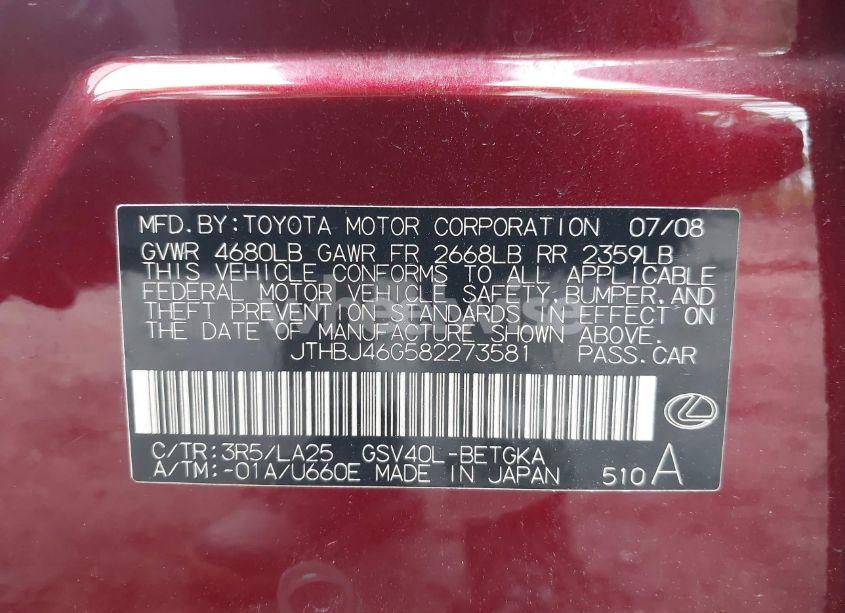 MFD.BY:TOYOTA MOTOR CORPORATION 07/08
GVWR 4680LB GAWR FR 2668LB RR 2359LB
THIS VEHICLE CONFORMS TO ALL APPLICABLE
FEDERAL MOTOR VEHICLE SAFETY,BUMPER,AND
THEFT PREVENTION STANDARDS IN EFFECT ON
THE DATE OF MANUFACTURE SHOWN ABOVE.
JTHBJ46G582273581 PASS.CAR
C/TR:3R5/LA25 GSV40L-BETGKA
A/TM:-01A/U660E MADE IN JAPAN 510A